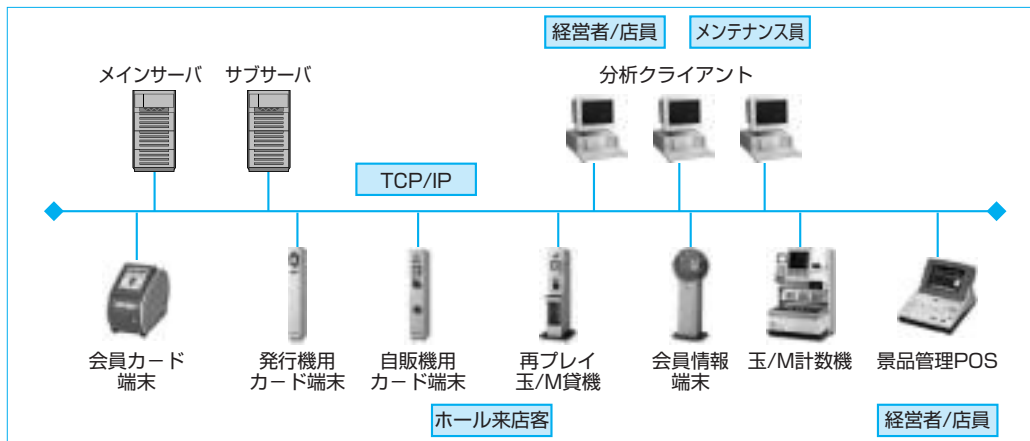 経営者/店員
メンテナンス員
メインサーバ
サブサーバ
分析クライアント
TCP/IP
会員カード
端末
発行機用
カード端末
自販機用
カード端末
再プレイ
玉/M貸機
会員情報
端末
玉/M計数機
景品管理POS
ホール来店客
経営者/店員